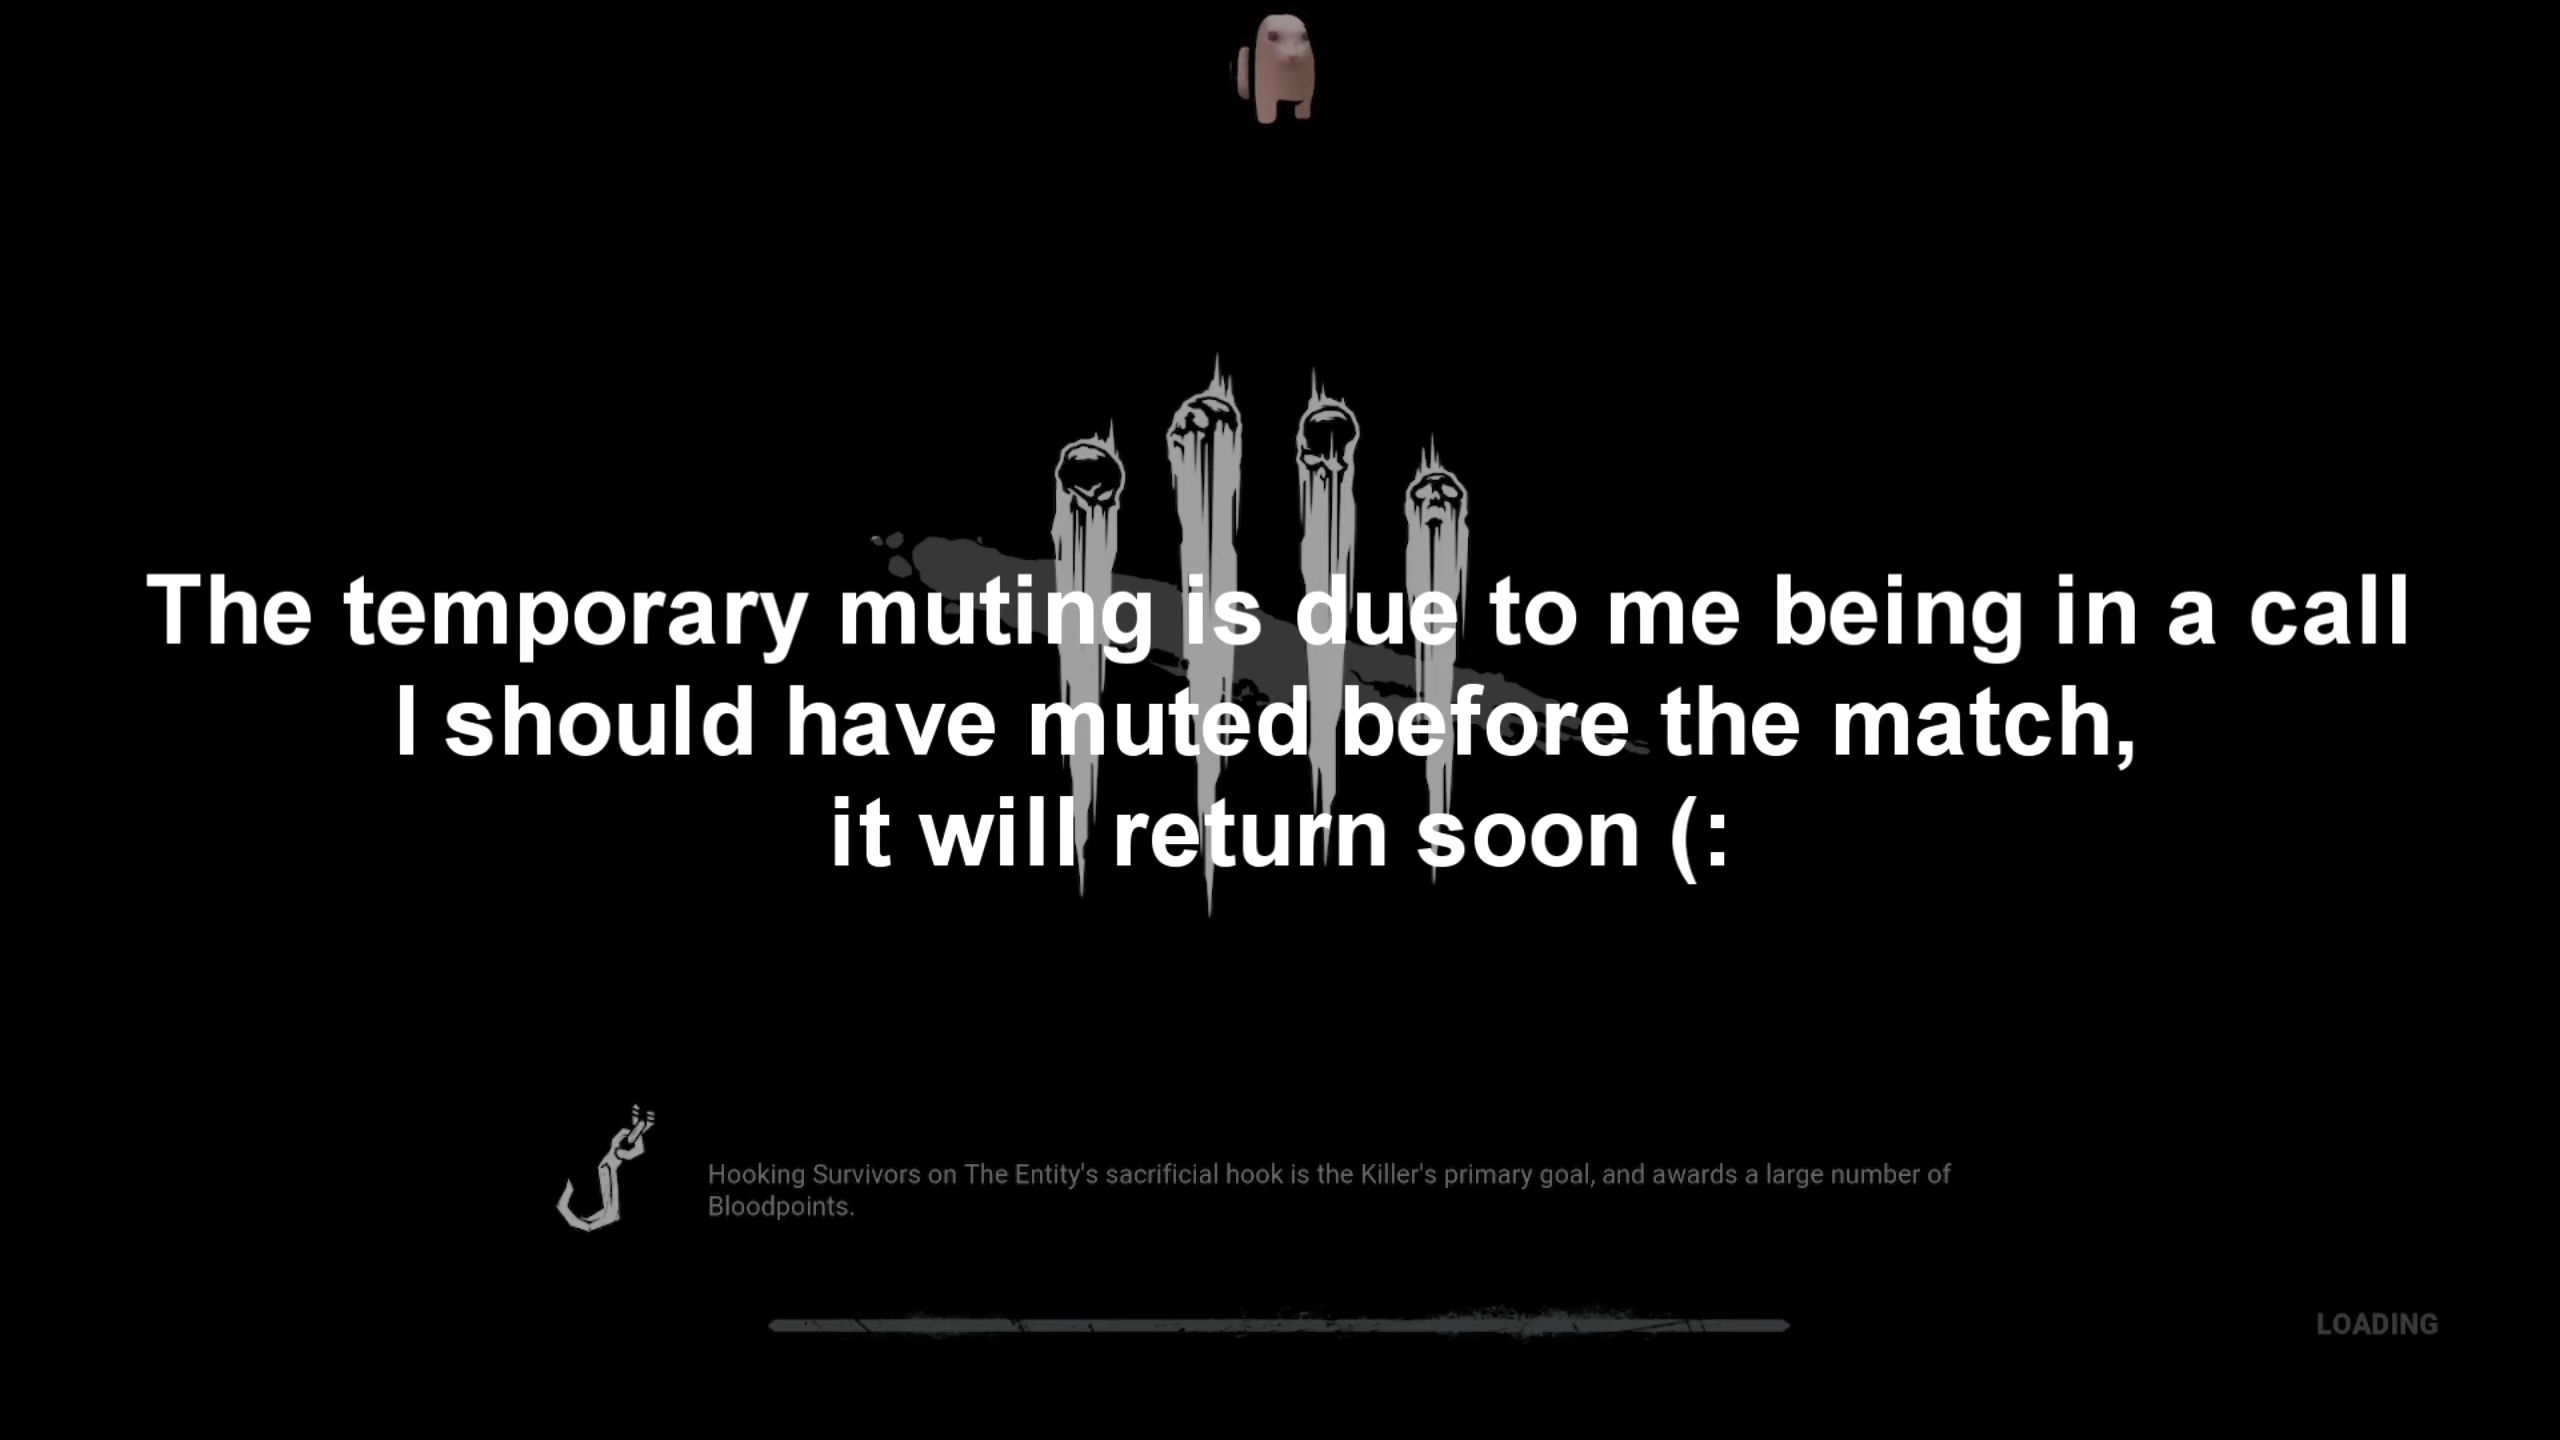 The temporary muting is due to me being in a call
I should have muted before the match,
it will return soon (:
Hooking Survivors on The Entity's sacrificial hook is the Killer's primary goal, and awards a large number of
Bloodpoints.
LOADING